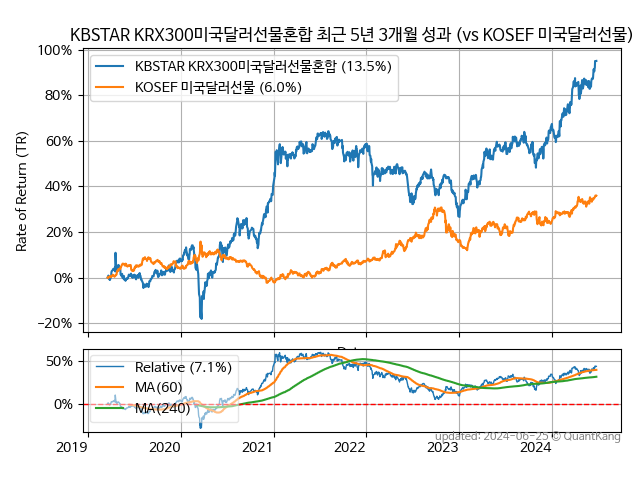 KBSTAR KRX300미국달러선물혼합 최근 5년 3개월 성과 (vs KOSEF 미국달러선물)
100%
80%
60%
40%
20%
0%
−20%
Rate of Return (TR)
KBSTAR KRX300미국달러선물혼합 (13.5%)
KOSEF 미국달러선물 (6.0%)
50%
0%
Relative (7.1%)
MA(60)
MA(240)
2019 2020 2021 2022 2023 2024
updated: 2024-06-25 © QuantKang